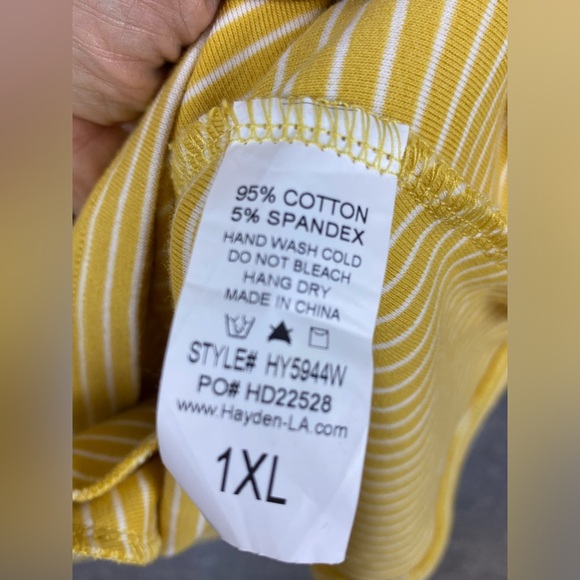 95% COTTON
5% SPANDEX
HAND WASH COLD
DO NOT BLEACH
HANG DRY
MADE IN CHINA
STYLE# HY5944W
PO# HD22528
www.Hayden-LA.com
1XL